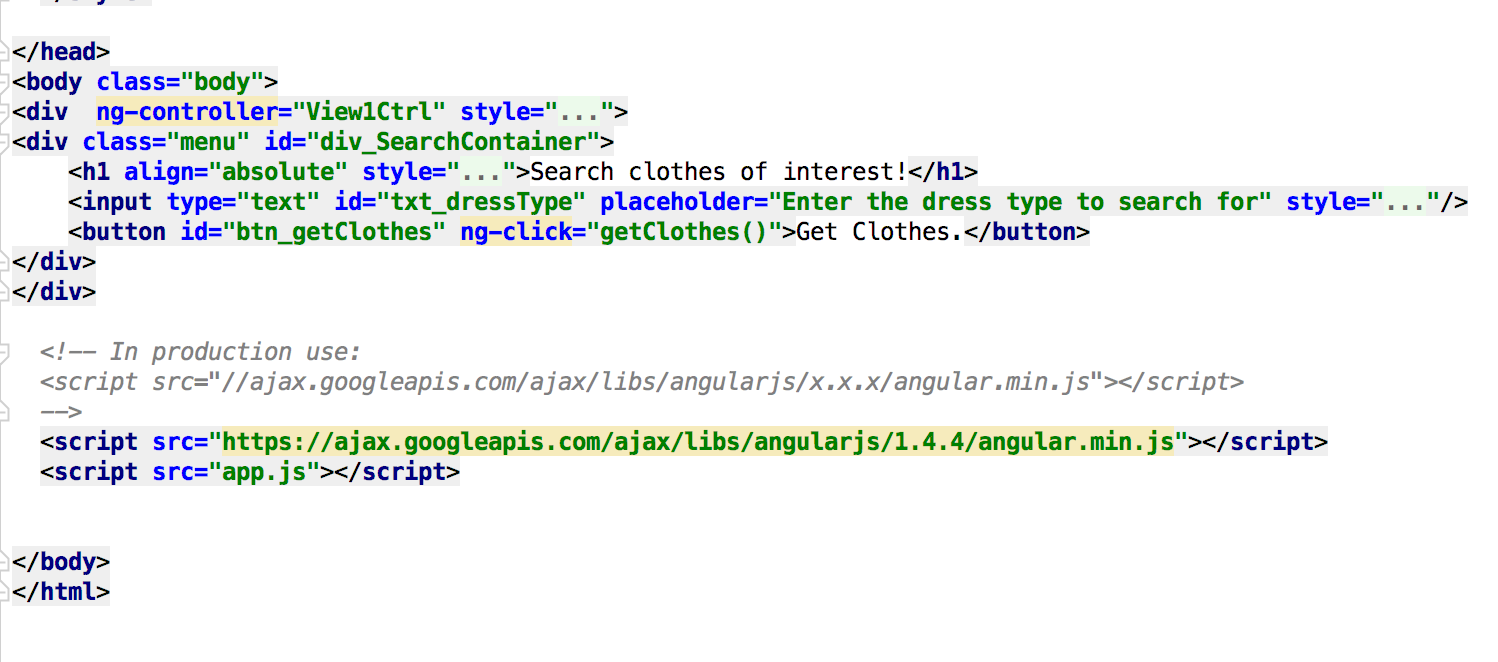 </head>
<body class="body">
<div  ng-controller="View1Ctrl" style="...">
<div class="menu" id="div_SearchContainer">
    <h1 align="absolute" style="...">Search clothes of interest!</h1>
    <input type="text" id="txt_dressType" placeholder="Enter the dress type to search for" style="..."/>
    <button id="btn_getClothes" ng-click="getClothes()">Get Clothes.</button>
</div>
</div>
  <!-- In production use:
  <script src="//ajax.googleapis.com/ajax/libs/angularjs/x.x.x/angular.min.js"></script>
  -->
  <script src="https://ajax.googleapis.com/ajax/libs/angularjs/1.4.4/angular.min.js"></script>
  <script src="app.js"></script>
</body>
</html>